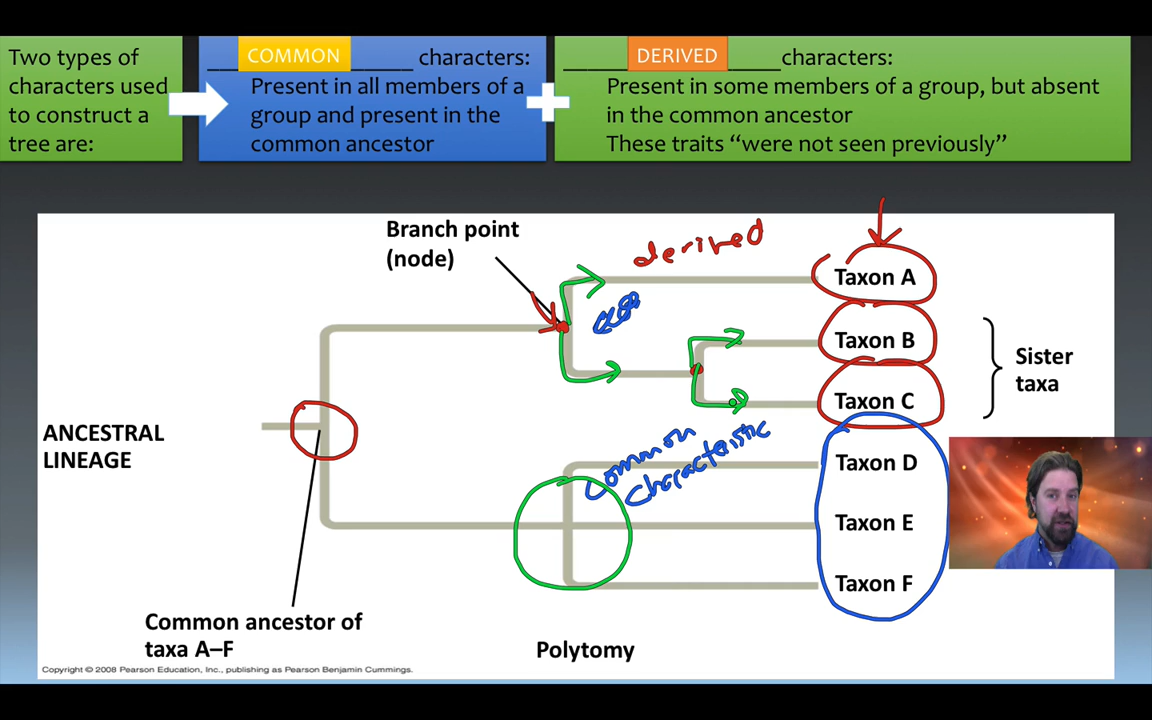 Two types of
characters used
to construct a
tree are:
___COMMON______ characters:
Present in all members of a
group and present in the
common ancestor
______DERIVED_____characters:
Present in some members of a group, but absent
in the common ancestor
These traits “were not seen previously”
Branch point
(node)
derived
Taxon A
Taxon B
Taxon C
Sister
taxa
ANCESTRAL
LINEAGE
Common
Characteristic
Taxon D
Taxon E
Taxon F
Common ancestor of
taxa A–F
Polytomy
Copyright © 2008 Pearson Education, Inc., publishing as Pearson Benjamin Cummings.